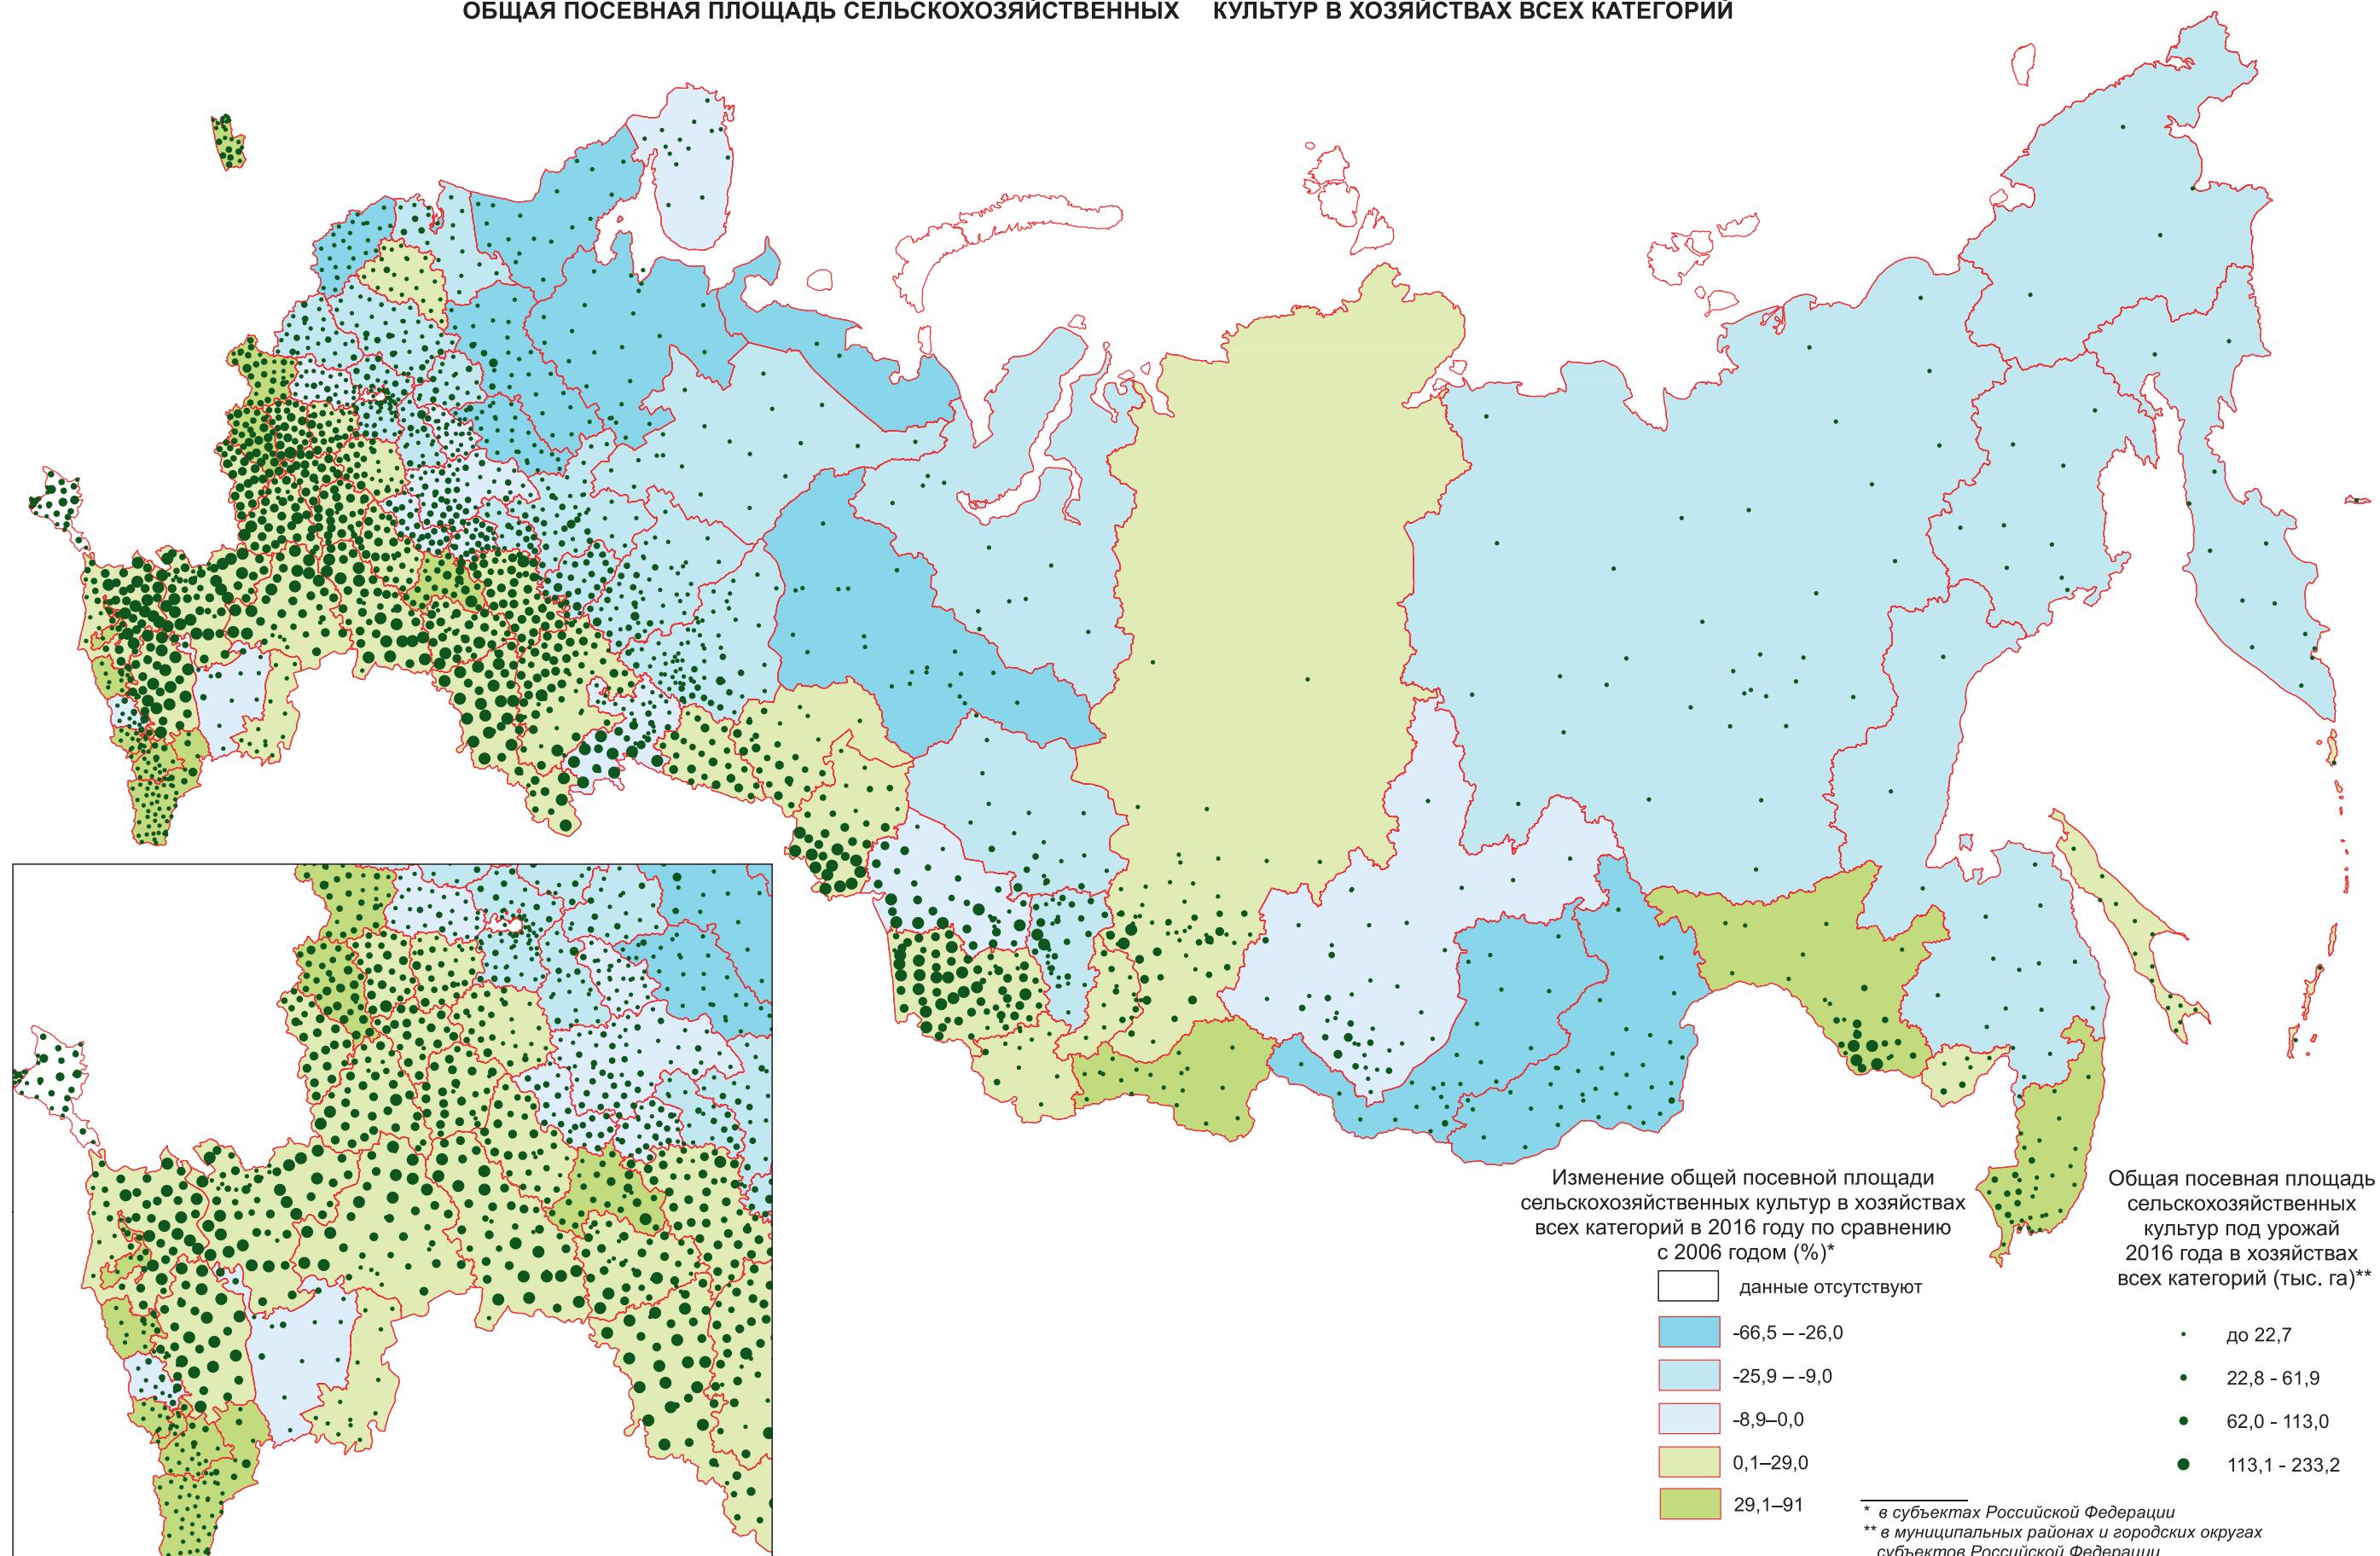 ОБЩАЯ ПОСЕВНАЯ ПЛОЩАДЬ СЕЛЬСКОХОЗЯЙСТВЕННЫХ КУЛЬТУР В ХОЗЯЙСТВАХ ВСЕХ КАТЕГОРИЙ
Изменение общей посевной площади
сельскохозяйственных культур в хозяйствах
всех категорий в 2016 году по сравнению
с 2006 годом (%)*
данные отсутствуют
-66,5 – -26,0
-25,9 – -9,0
-8,9–0,0
0,1–29,0
29,1–91
Общая посевная площадь
сельскохозяйственных
культур под урожай
2016 года в хозяйствах
всех категорий (тыс. га)**
до 22,7
22,8 - 61,9
62,0 - 113,0
113,1 - 233,2
* в субъектах Российской Федерации
** в муниципальных районах и городских округах
субъектов Российской Федерации